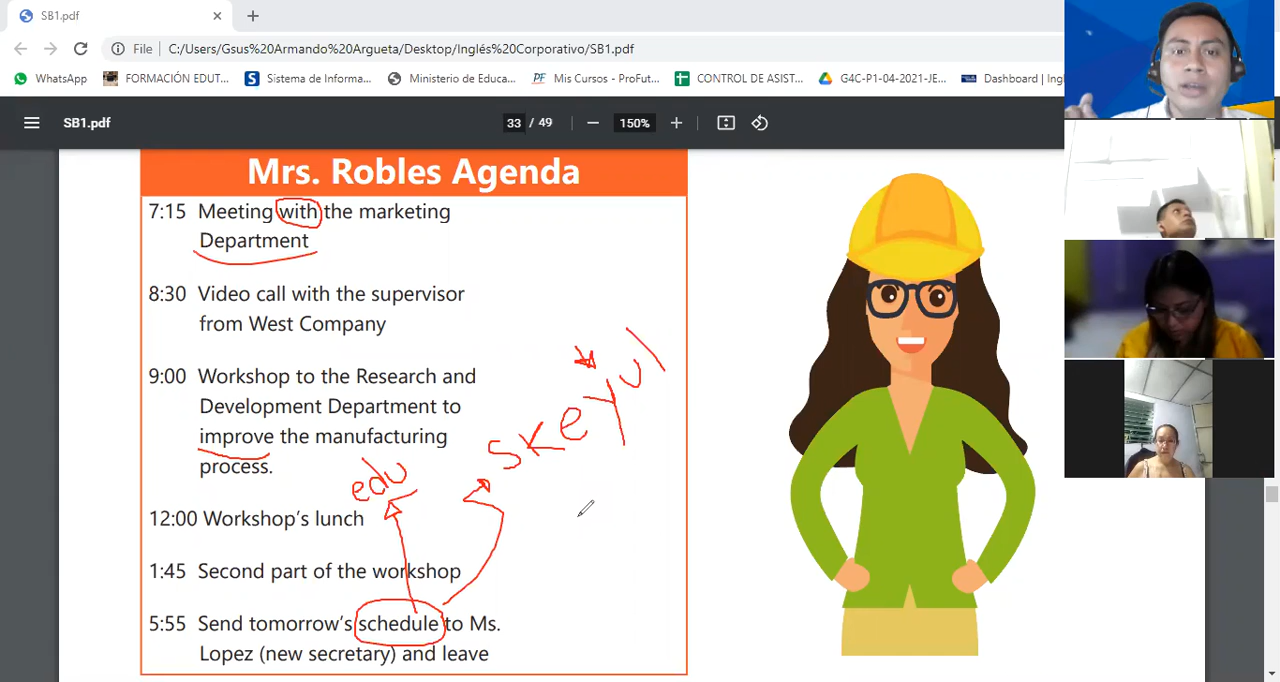 SB1.pdf
File C:/Users/Gsus%20Armando%20Argueta/Desktop/Inglés%20Corporativo/SB1.pdf
WhatsApp FORMACIÓN EDUT... Sistema de Informa... Ministerio de Educa... Mis Cursos - ProFut... CONTROL DE ASIST... G4C-P1-04-2021-JE... Dashboard | Ingl
SB1.pdf 33 / 49 150%
Mrs. Robles Agenda
7:15 Meeting with the marketing
Department
8:30 Video call with the supervisor
from West Company
9:00 Workshop to the Research and
Development Department to
improve the manufacturing
process.
skeyul
edu
12:00 Workshop's lunch
1:45 Second part of the workshop
5:55 Send tomorrow's schedule to Ms.
Lopez (new secretary) and leave